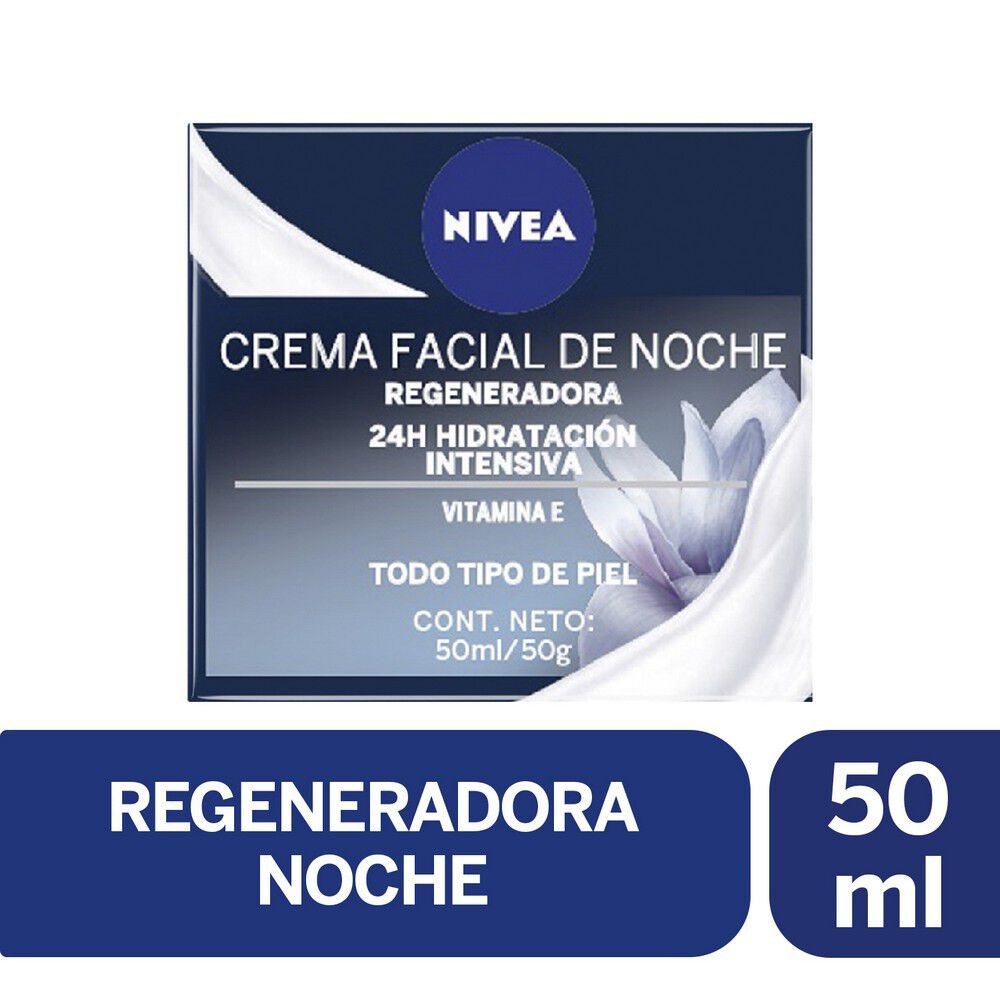 NIVEA
CREMA FACIAL DE NOCHE
REGENERADORA
24H HIDRATACIÓN
INTENSIVA
VITAMINA E
TODO TIPO DE PIEL
CONT. NETO:
50ml/50g
REGENERADORA
NOCHE
50
ml